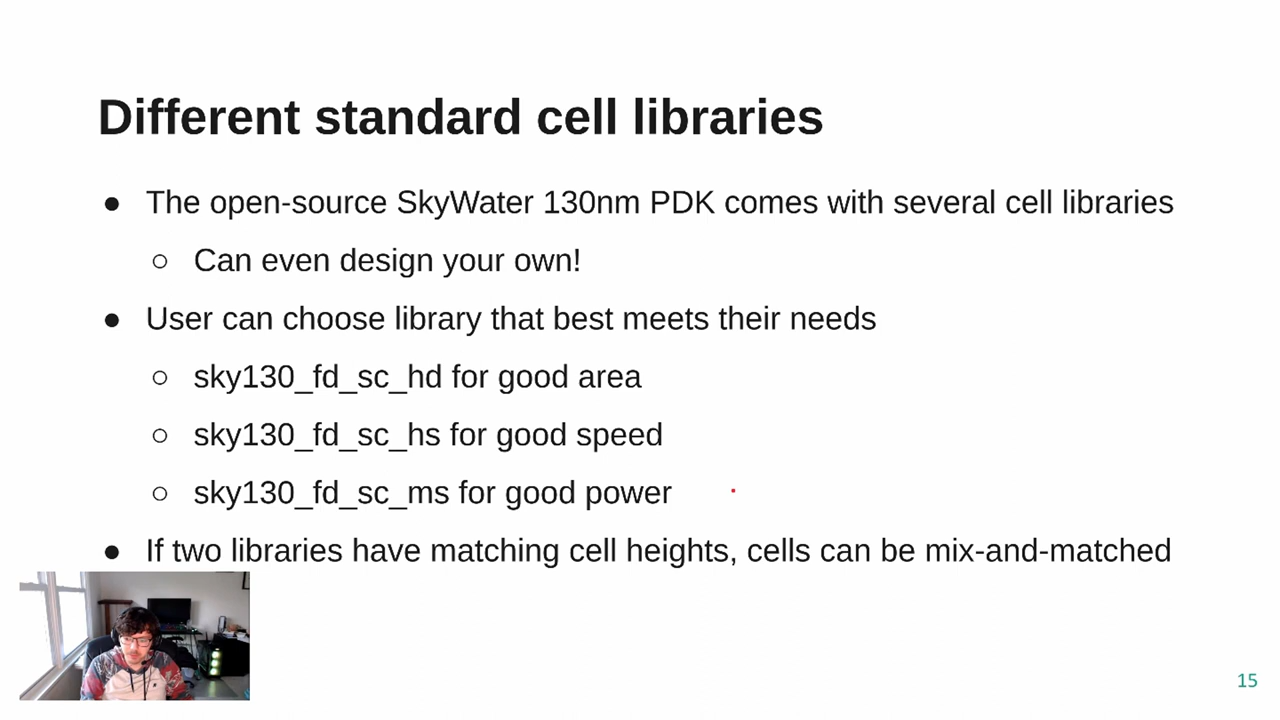 Different standard cell libraries
● The open-source SkyWater 130nm PDK comes with several cell libraries
○ Can even design your own!
● User can choose library that best meets their needs
○ sky130_fd_sc_hd for good area
○ sky130_fd_sc_hs for good speed
○ sky130_fd_sc_ms for good power
● If two libraries have matching cell heights, cells can be mix-and-matched
15